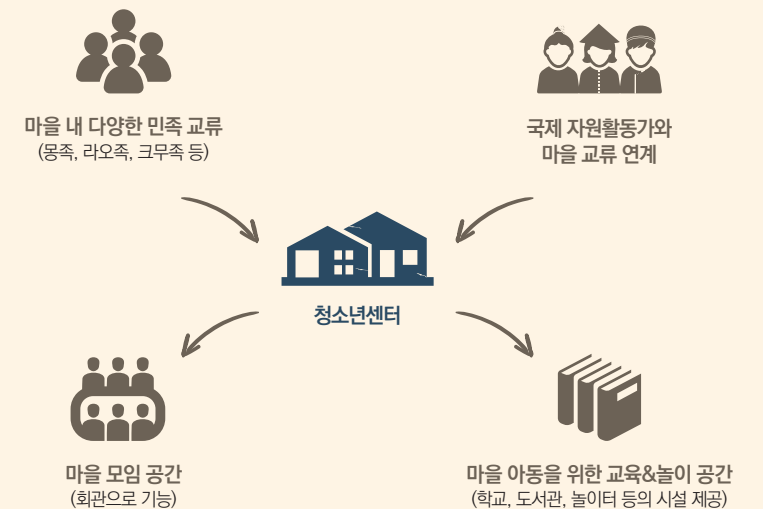 마을 내 다양한 민족 교류
(몽족, 라오족, 크무족 등)
국제 자원활동가와
마을 교류 연계
청소년센터
마을 모임 공간
(회관으로 기능)
마을 아동을 위한 교육&놀이 공간
(학교, 도서관, 놀이터 등의 시설 제공)